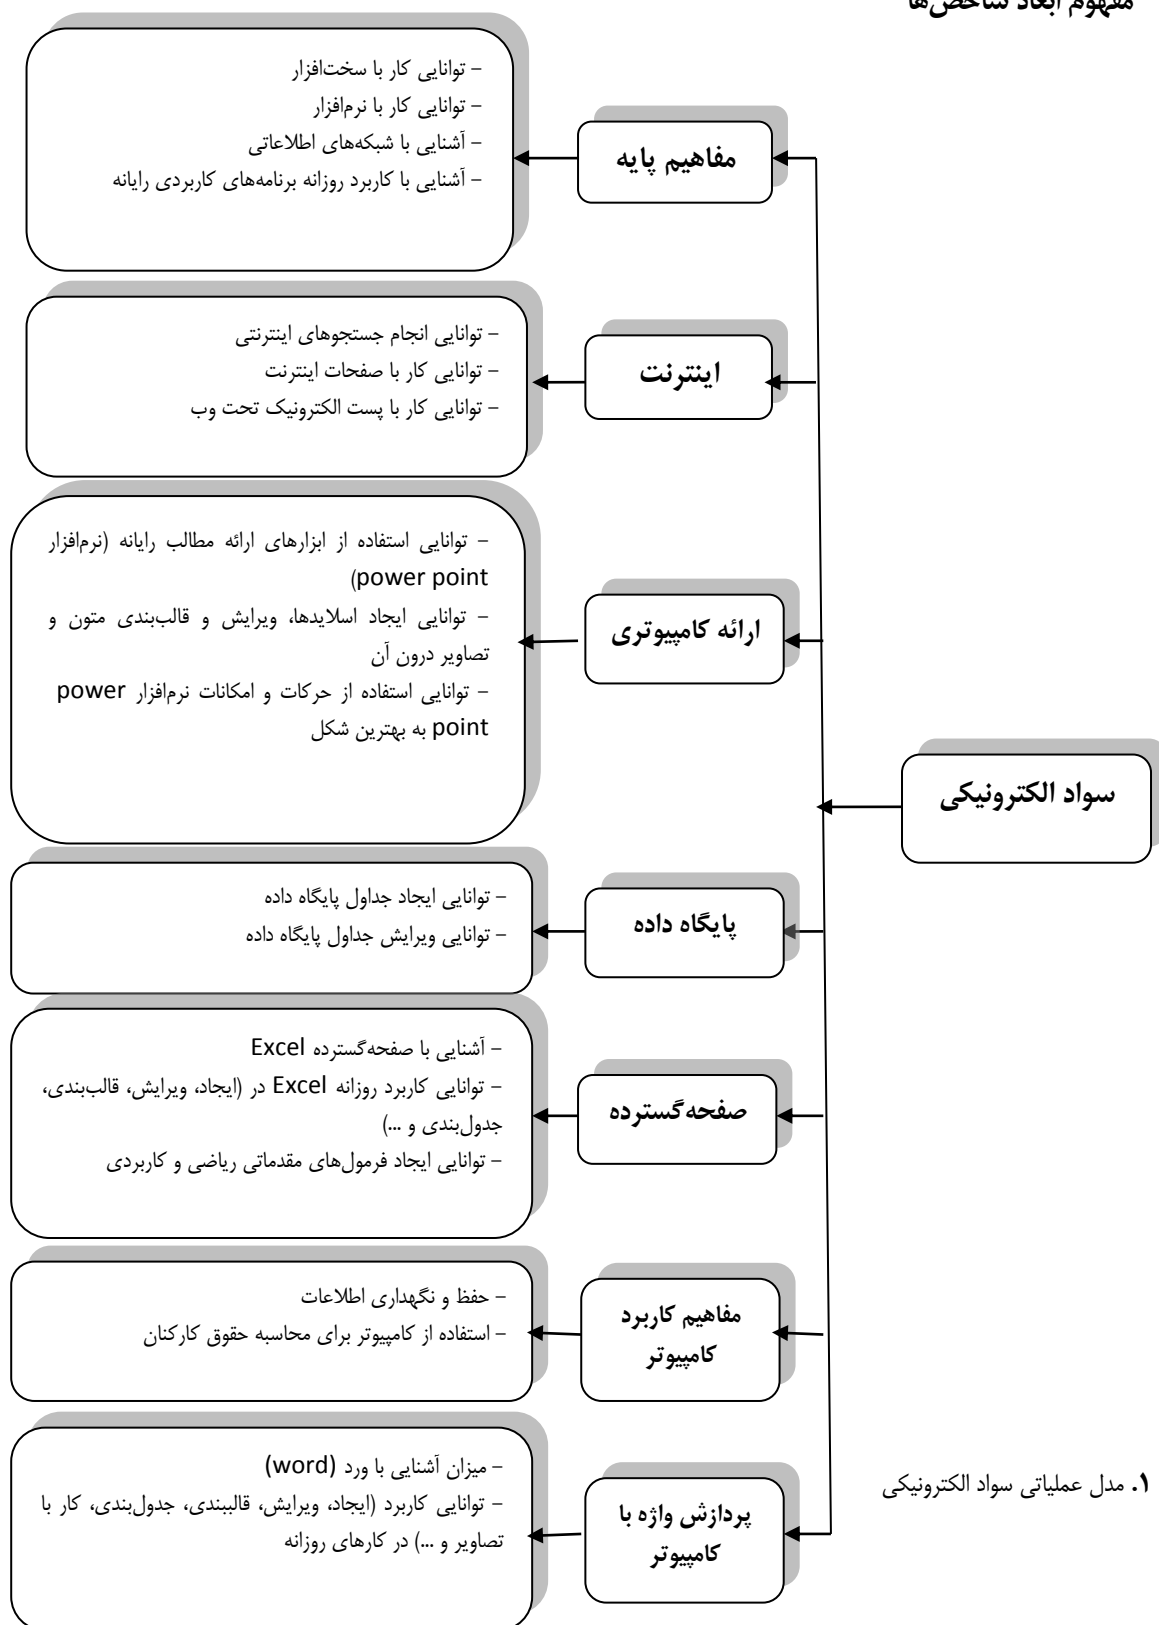 مفهوم ابعاد شاخص‌ها
سواد الکترونیکی
مفاهیم پایه
- توانایی کار با سخت‌افزار
- توانایی کار با نرم‌افزار
- آشنایی با شبکه‌های اطلاعاتی
- آشنایی با کاربرد روزانه برنامه‌های کاربردی رایانه
اینترنت
- توانایی انجام جستجوهای اینترنتی
- توانایی کار با صفحات اینترنت
- توانایی کار با پست الکترونیک تحت وب
ارائه کامپیوتری
- توانایی استفاده از ابزارهای ارائه مطالب رایانه (نرم‌افزار
power point)
- توانایی ایجاد اسلایدها، ویرایش و قالب‌بندی متون و
تصاویر درون آن
- توانایی استفاده از حرکات و امکانات نرم‌افزار power
point به بهترین شکل
پایگاه داده
- توانایی ایجاد جداول پایگاه داده
- توانایی ویرایش جداول پایگاه داده
صفحه‌گسترده
- آشنایی با صفحه‌گسترده Excel
- توانایی کاربرد روزانه Excel در (ایجاد، ویرایش، قالب‌بندی،
جدول‌بندی و ...)
- توانایی ایجاد فرمول‌های مقدماتی ریاضی و کاربردی
مفاهیم کاربرد
کامپیوتر
- حفظ و نگهداری اطلاعات
- استفاده از کامپیوتر برای محاسبه حقوق کارکنان
پردازش واژه با
کامپیوتر
- میزان آشنایی با ورد (word)
- توانایی کاربرد (ایجاد، ویرایش، قالببندی، جدول‌بندی، کار با
تصاویر و ...) در کارهای روزانه
۱. مدل عملیاتی سواد الکترونیکی